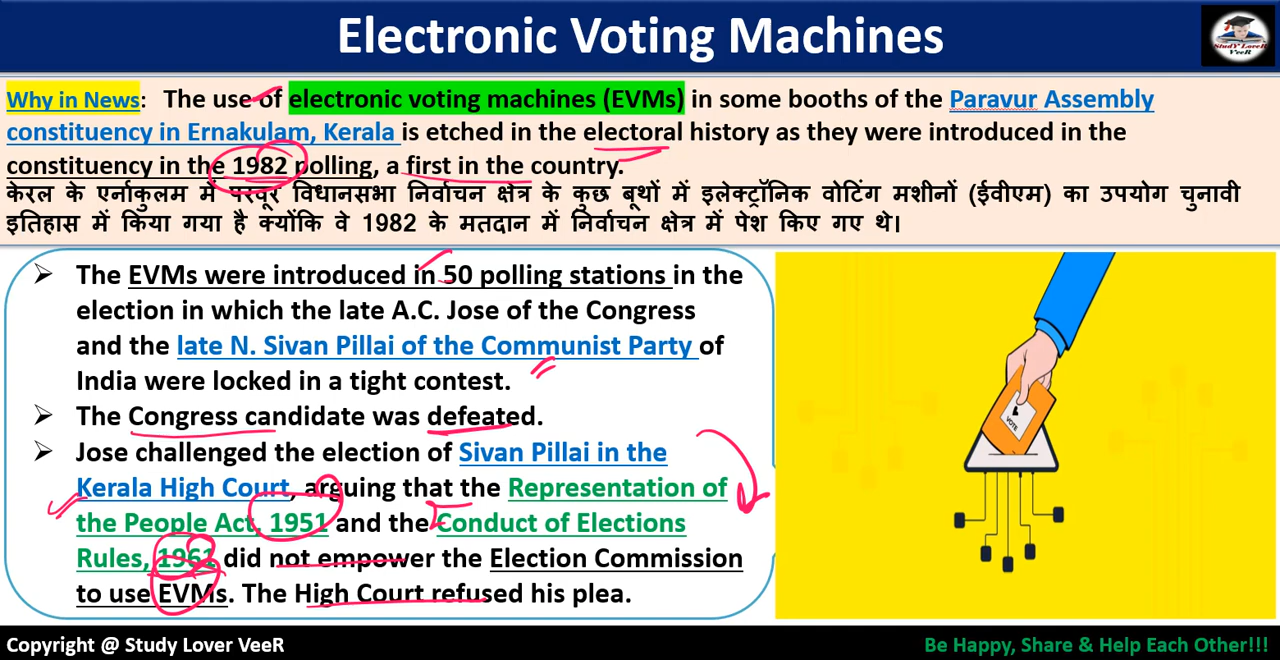 Electronic Voting Machines
StudY LoveR
VeeR
Why in News: The use of electronic voting machines (EVMs) in some booths of the Paravur Assembly
constituency in Ernakulam, Kerala is etched in the electoral history as they were introduced in the
constituency in the 1982 polling, a first in the country.
केरल के एर्नाकुलम में परवूर विधानसभा निर्वाचन क्षेत्र के कुछ बूथों में इलेक्ट्रॉनिक वोटिंग मशीनों (ईवीएम) का उपयोग चुनावी
इतिहास में किया गया है क्योंकि वे 1982 के मतदान में निर्वाचन क्षेत्र में पेश किए गए थे।
➢ The EVMs were introduced in 50 polling stations in the
election in which the late A.C. Jose of the Congress
and the late N. Sivan Pillai of the Communist Party of
India were locked in a tight contest.
➢ The Congress candidate was defeated.
➢ Jose challenged the election of Sivan Pillai in the
Kerala High Court, arguing that the Representation of
the People Act, 1951 and the Conduct of Elections
Rules, 1961 did not empower the Election Commission
to use EVMs. The High Court refused his plea.
VOTE
Copyright @ Study Lover VeeR
Be Happy, Share & Help Each Other!!!